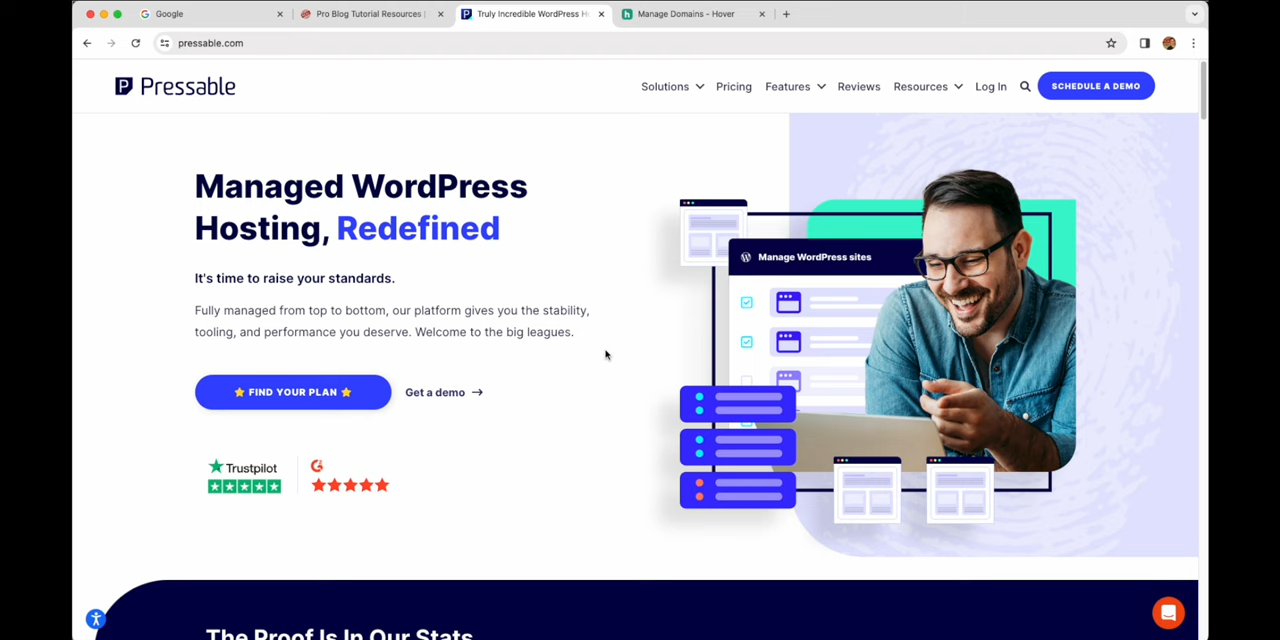 Google
Pro Blog Tutorial Resources |
Truly Incredible WordPress H
Manage Domains - Hover
pressable.com
Pressable
Solutions
Pricing
Features
Reviews
Resources
Log In
SCHEDULE A DEMO
Managed WordPress
Hosting, Redefined
It's time to raise your standards.
Fully managed from top to bottom, our platform gives you the stability,
tooling, and performance you deserve. Welcome to the big leagues.
Manage WordPress sites
⭐ FIND YOUR PLAN ⭐
Get a demo →
Trustpilot
The Proof Is In Our Stats